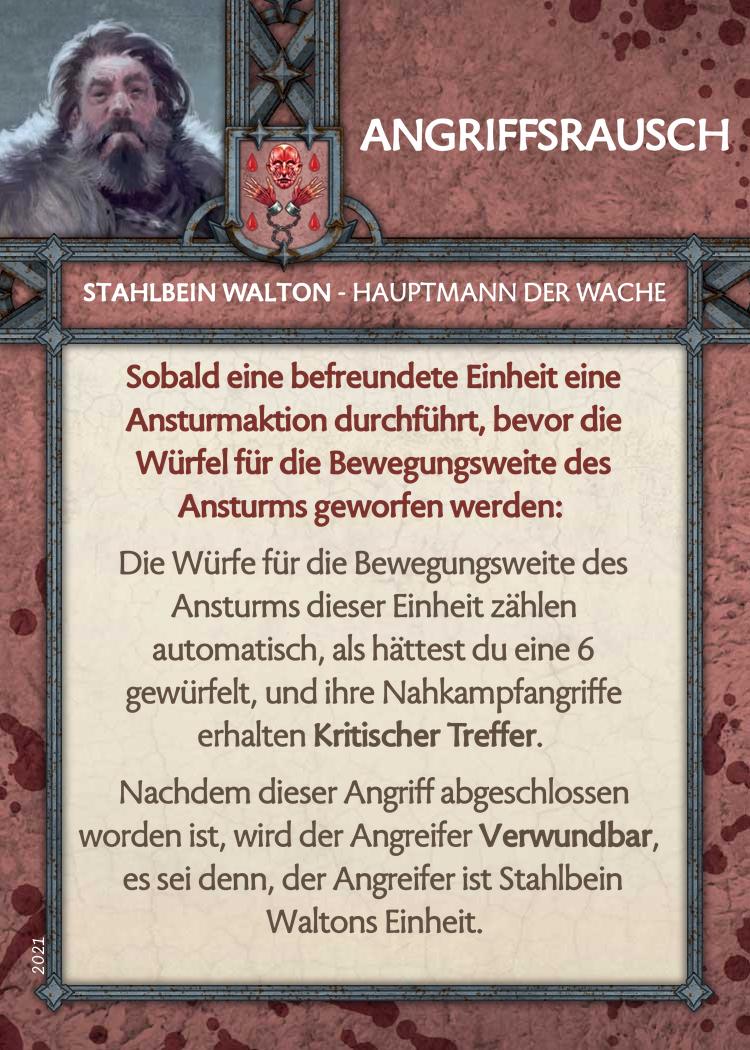 ANGRIFFSRAUSCH
STAHLBEIN WALTON - HAUPTMANN DER WACHE
Sobald eine befreundete Einheit eine
Ansturmaktion durchführt, bevor die
Würfel für die Bewegungsweite des
Ansturms geworfen werden:
Die Würfe für die Bewegungsweite des
Ansturms dieser Einheit zählen
automatisch, als hättest du eine 6
gewürfelt, und ihre Nahkampfangriffe
erhalten Kritischer Treffer.
Nachdem dieser Angriff abgeschlossen
worden ist, wird der Angreifer Verwundbar,
es sei denn, der Angreifer ist Stahlbein
Waltons Einheit.
2021